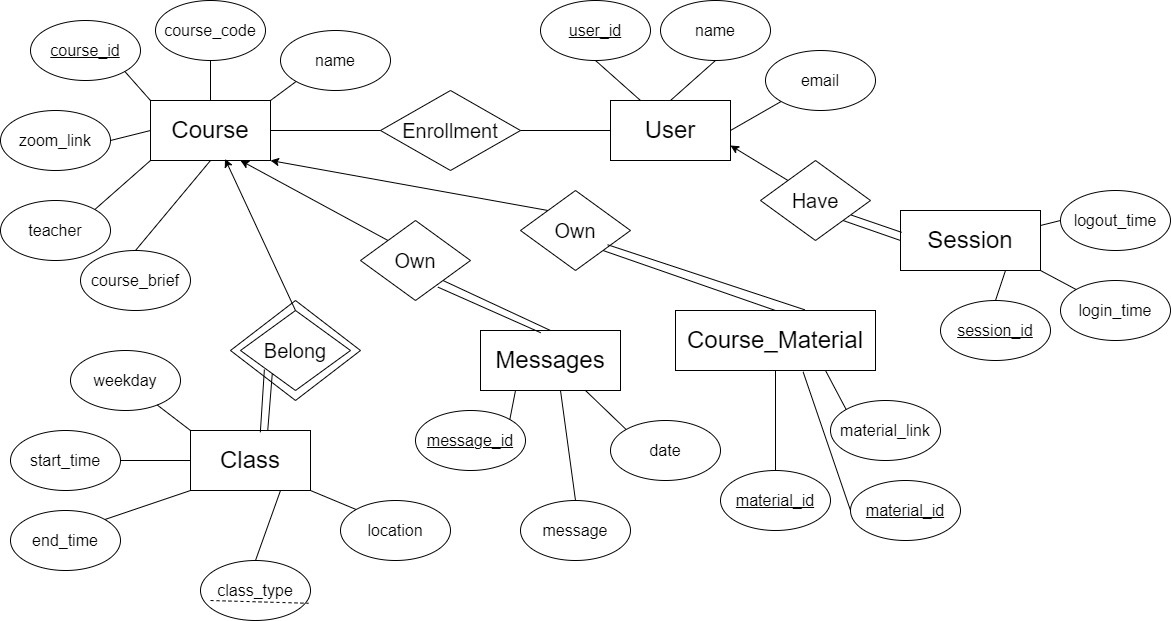 course_code
user_id
name
course_id
name
email
Course
Enrollment
User
zoom_link
Have
logout_time
teacher
Own
Own
Session
course_brief
login_time
session_id
Belong
Messages
Course_Material
weekday
message_id
date
material_link
start_time
Class
material_id
material_id
end_time
location
message
class_type